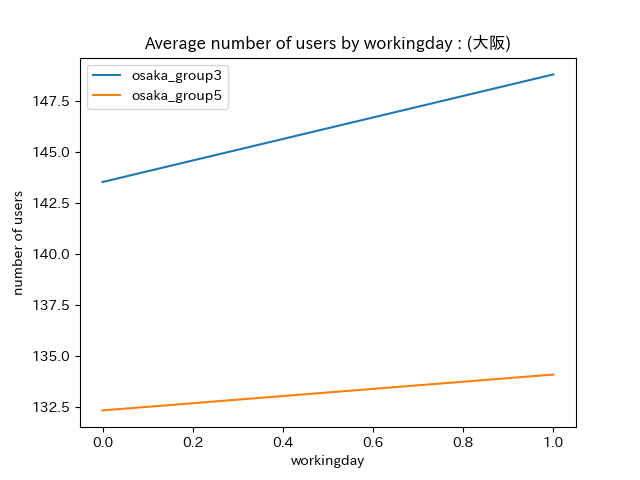 Average number of users by workingday : (大阪)
osaka_group3
osaka_group5
number of users
147.5
145.0
142.5
140.0
137.5
135.0
132.5
0.0 0.2 0.4 0.6 0.8 1.0
workingday